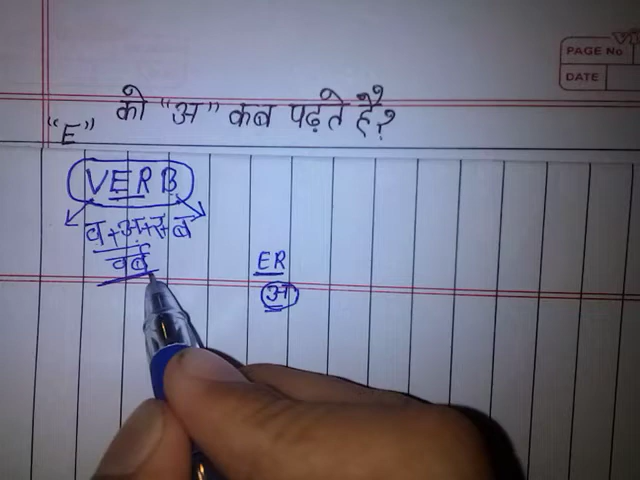 PAGE No
DATE
"E" को "अ" कब पढ़ते है?
VERB
व+अ+र्+ब
वर्ब
ER
अ